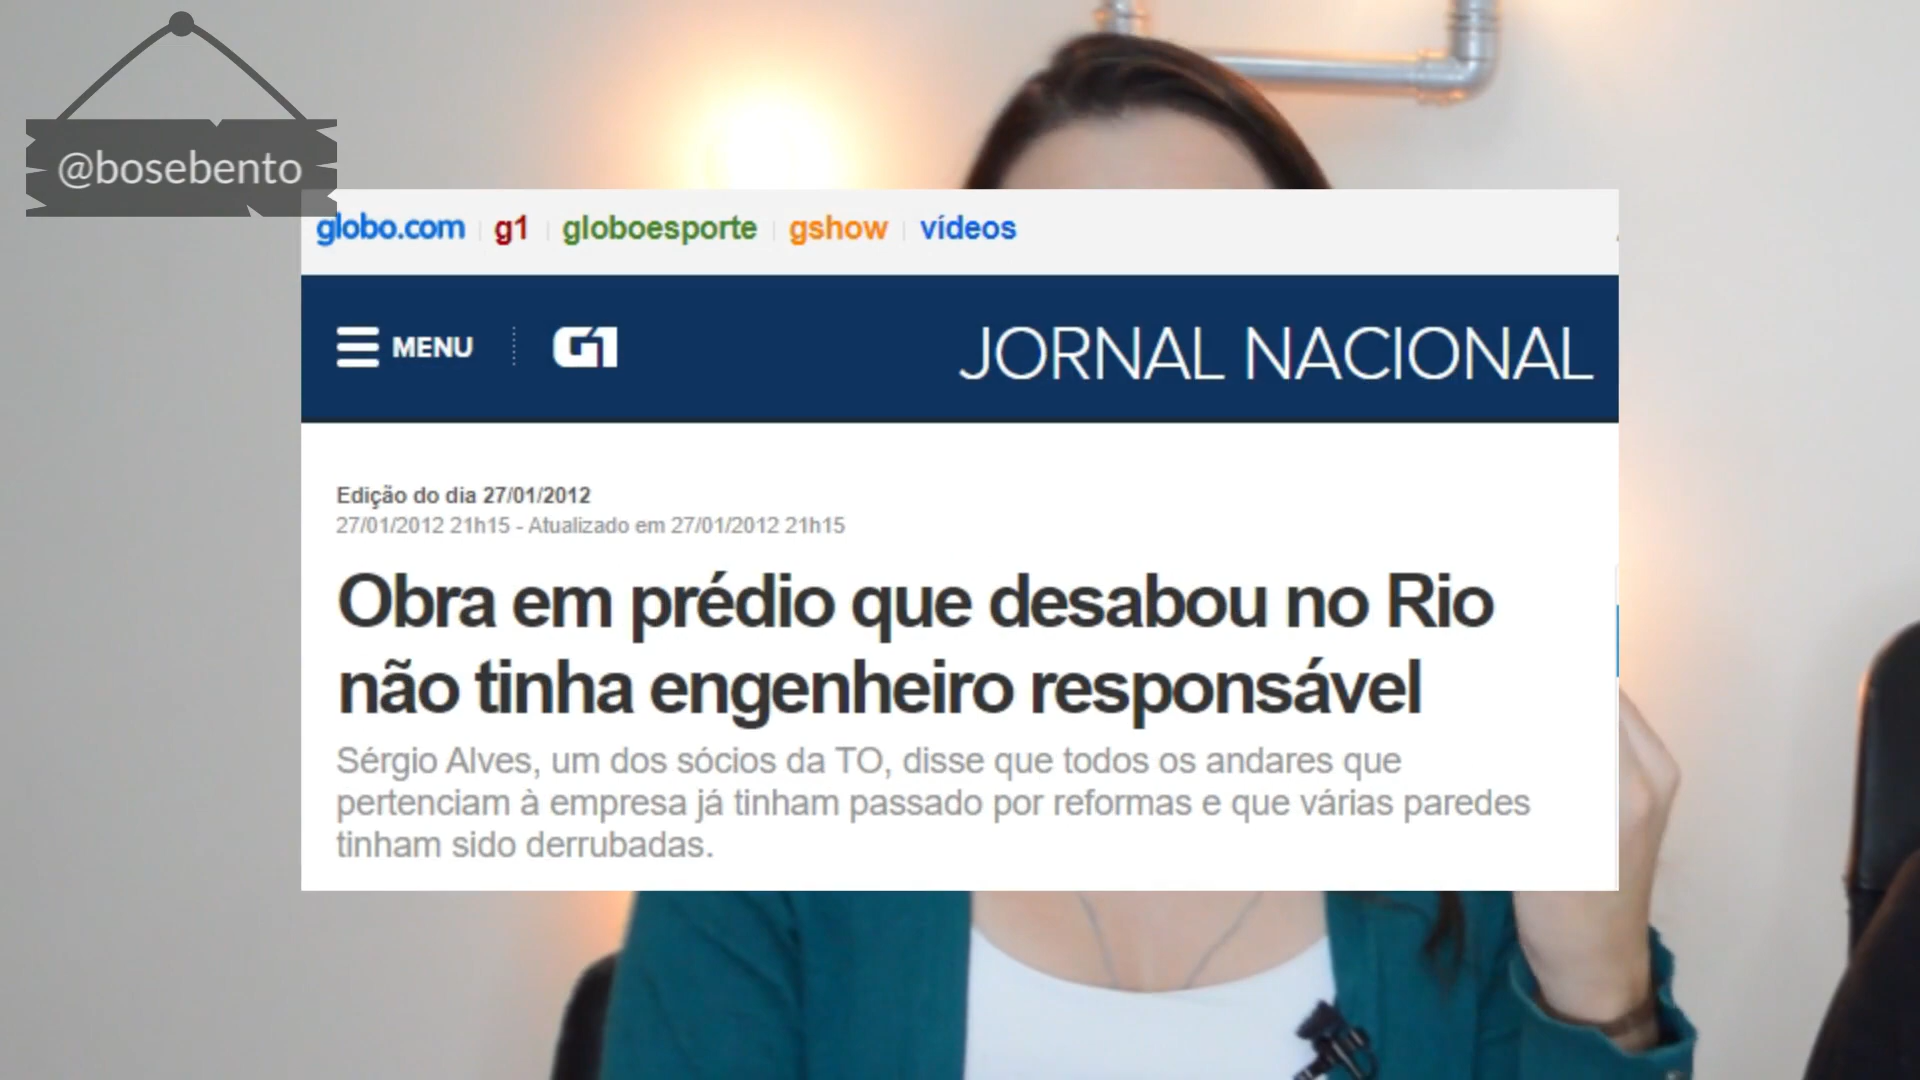 @bosebento
globo.com g1 globoesporte gshow vídeos
MENU G1 JORNAL NACIONAL
Edição do dia 27/01/2012
27/01/2012 21h15 - Atualizado em 27/01/2012 21h15
Obra em prédio que desabou no Rio
não tinha engenheiro responsável
Sérgio Alves, um dos sócios da TO, disse que todos os andares que
pertenciam à empresa já tinham passado por reformas e que várias paredes
tinham sido derrubadas.